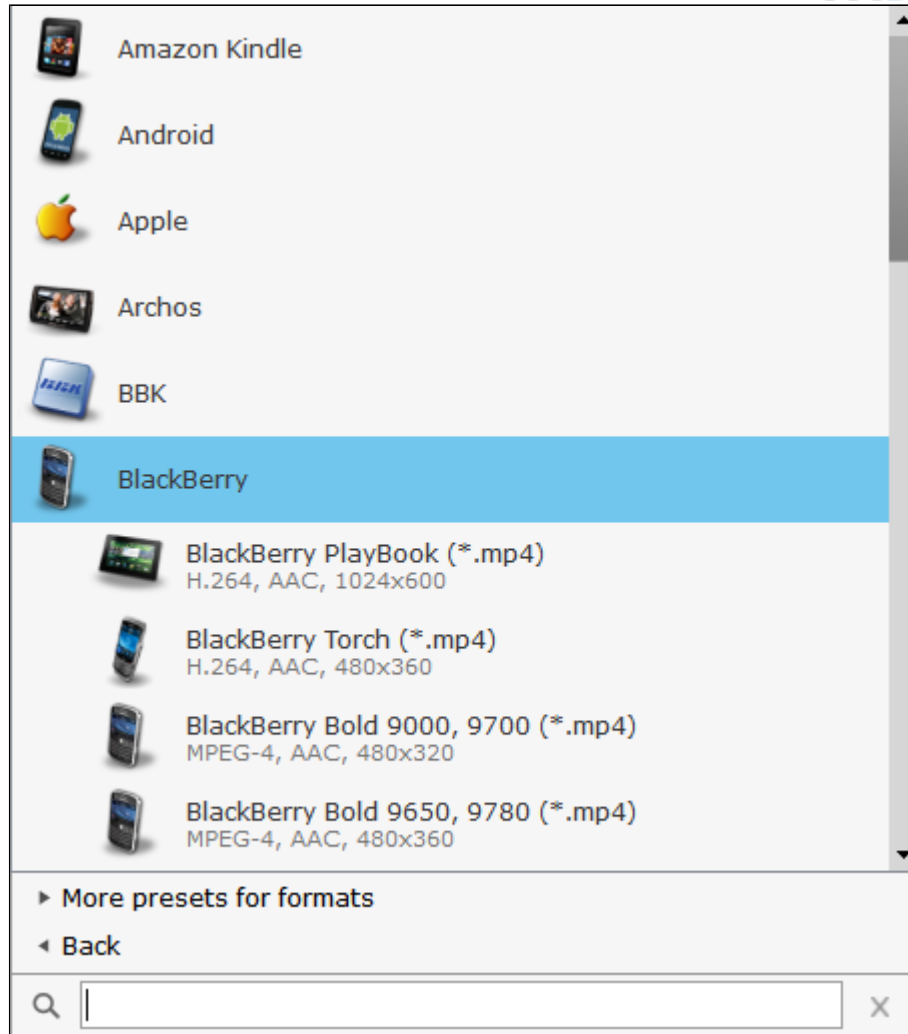 Amazon Kindle
Android
Apple
Archos
BBK
BBK
BlackBerry
BlackBerry PlayBook (*.mp4)
H.264, AAC, 1024x600
BlackBerry Torch (*.mp4)
H.264, AAC, 480x360
BlackBerry Bold 9000, 9700 (*.mp4)
MPEG-4, AAC, 480x320
BlackBerry Bold 9650, 9780 (*.mp4)
MPEG-4, AAC, 480x360
More presets for formats
Back
X